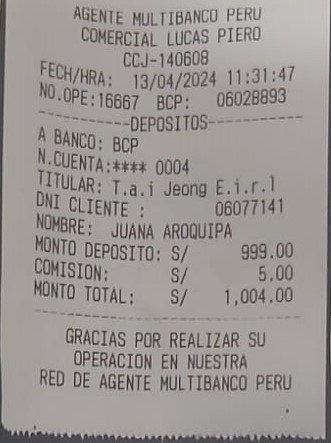 AGENTE MULTIBANCO PERU
COMERCIAL LUCAS PIERO
CCJ-140608
FECH/HRA: 13/04/2024 11:31:47
NO.OPE:16667 BCP: 06028893
----------DEPOSITOS----------
A BANCO: BCP
N.CUENTA:**** 0004
TITULAR: T.a.i Jeong E.i.r.l
DNI CLIENTE : 06077141
NOMBRE: JUANA AROQUIPA
MONTO DEPOSITO: S/ 999.00
COMISION: S/ 5.00
MONTO TOTAL: S/ 1,004.00
GRACIAS POR REALIZAR SU
OPERACION EN NUESTRA
RED DE AGENTE MULTIBANCO PERU